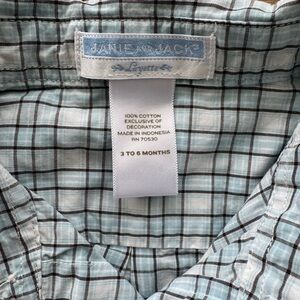 JANIE AND JACK®
Layette
100% COTTON
EXCLUSIVE OF
DECORATION
MADE IN INDONESIA
RN 70530
3 TO 6 MONTHS